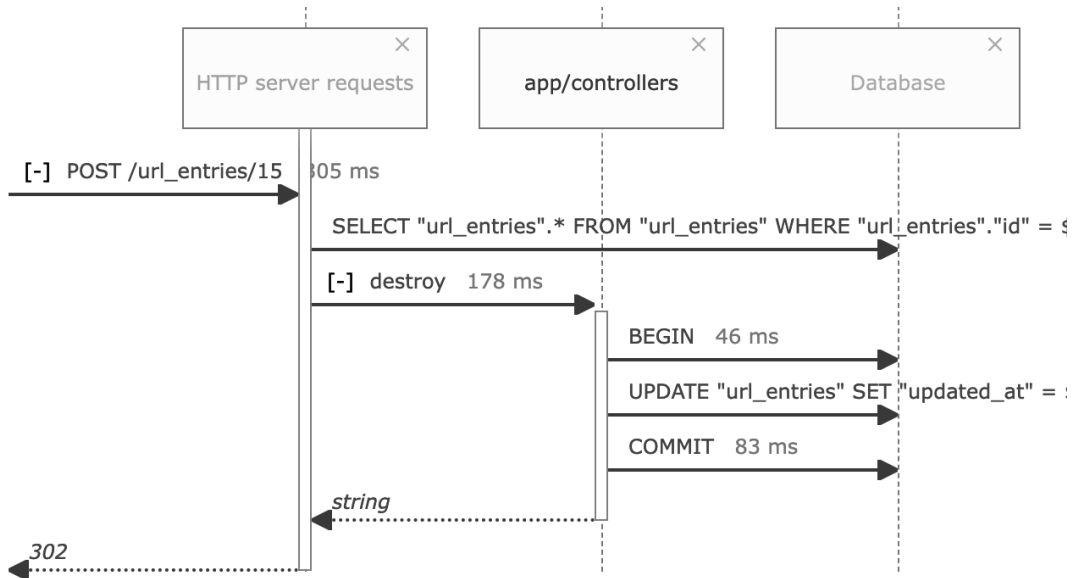 HTTP server requests
app/controllers
Database
[-] POST /url_entries/15 305 ms
SELECT "url_entries".* FROM "url_entries" WHERE "url_entries"."id" = $
[-] destroy 178 ms
BEGIN 46 ms
UPDATE "url_entries" SET "updated_at" = $
COMMIT 83 ms
string
302